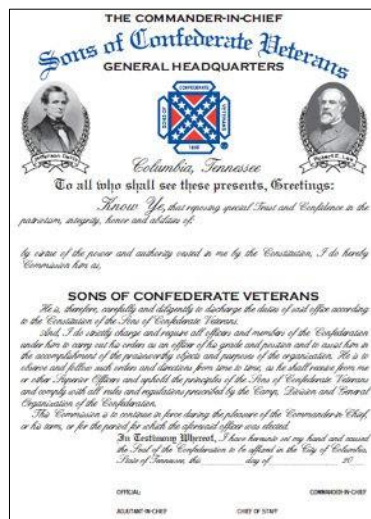 THE COMMANDER-IN-CHIEF
Sons of Confederate Veterans
GENERAL HEADQUARTERS
CONFEDERATE
SONS OF
VETERANS
1896
Jefferson Davis
Robert E. Lee
Columbia, Tennessee
To all who shall see these presents, Greetings:
Know Ye, that reposing special Trust and Confidence in the
patriotism, integrity, honor and abilities of:
by virtue of the power and authority vested in me by the Constitution, I do hereby
Commission him as,
SONS OF CONFEDERATE VETERANS
He is, therefore, carefully and diligently to discharge the duties of said office according
to the Constitution of the Sons of Confederate Veterans.
And, I do strictly charge and require all officers and members of the Confederation
under him to carry out his orders as an officer of his grade and position and to assist him in
the accomplishment of the praiseworthy objects and purposes of the organization. He is to
observe and follow such orders and directions from time to time, as he shall receive from me
or other Superior Officers and uphold the principles of the Sons of Confederate Veterans
and comply with all rules and regulations prescribed by the Camp, Division and General
Organization of the Confederation.
This Commission is to continue in force during the pleasure of the Commander-in-Chief,
or his term, or for the period for which the aforesaid officer was elected.
In Testimony Whereof, I have hereunto set my hand and caused
the Seal of the Confederation to be affixed in the City of Columbia,
State of Tennessee, this day of 20
OFFICIAL: COMMANDER-IN-CHIEF
ADJUTANT-IN-CHIEF CHIEF OF STAFF